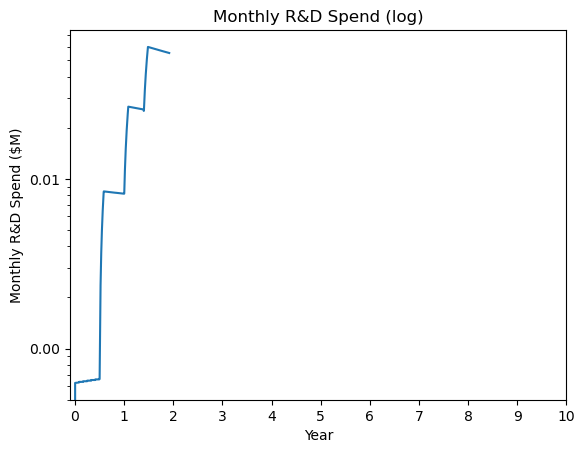 Monthly R&D Spend (log)
Monthly R&D Spend ($M)
0.01
0.00
0 1 2 3 4 5 6 7 8 9 10
Year